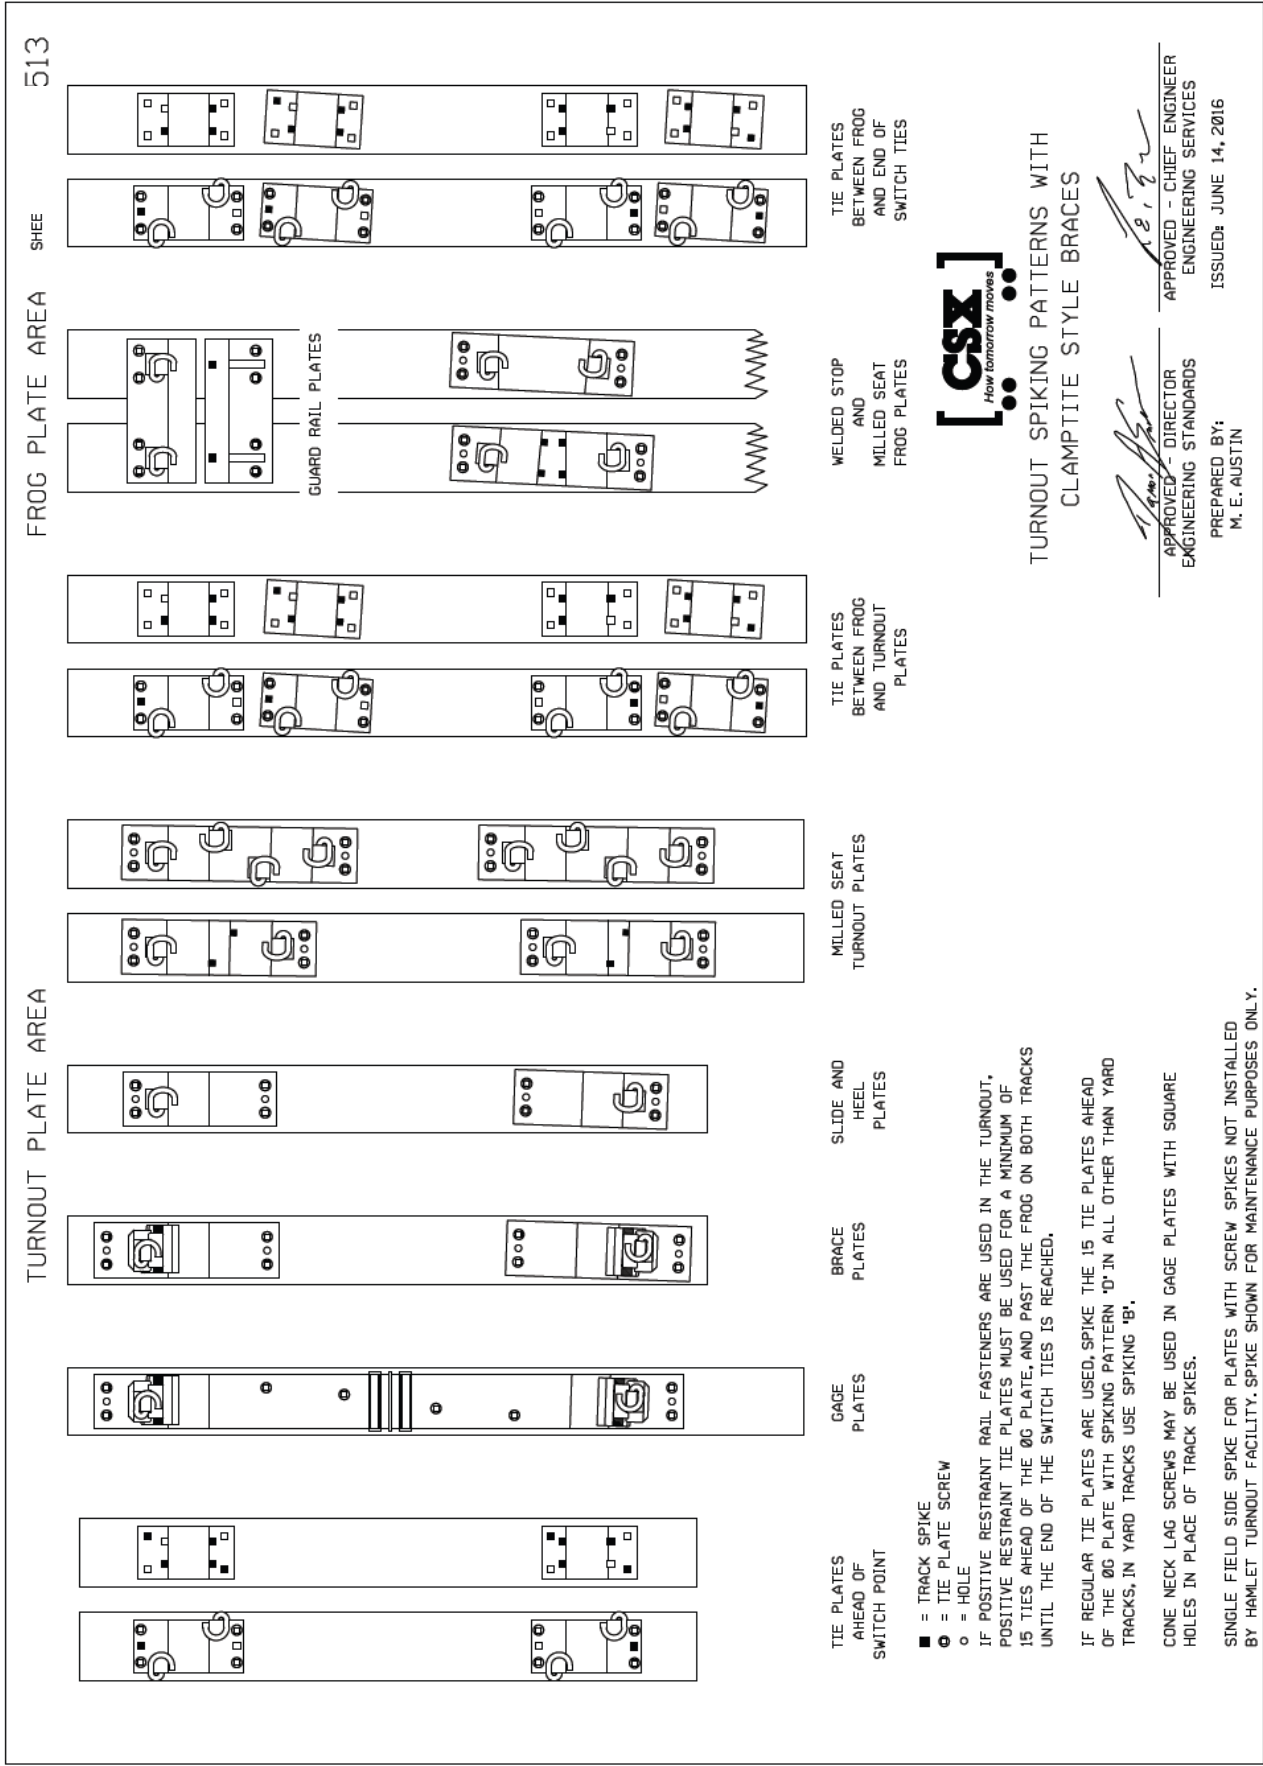 TURNOUT PLATE AREA
FROG PLATE AREA
SHEE
513
GUARD RAIL PLATES
TIE PLATES
AHEAD OF
SWITCH POINT
GAGE
PLATES
BRACE
PLATES
SLIDE AND
HEEL
PLATES
MILLED SEAT
TURNOUT PLATES
TIE PLATES
BETWEEN FROG
AND TURNOUT
PLATES
WELDED STOP
AND
MILLED SEAT
FROG PLATES
TIE PLATES
BETWEEN FROG
AND END OF
SWITCH TIES
■ = TRACK SPIKE
= TIE PLATE SCREW
○ = HOLE
IF POSITIVE RESTRAINT RAIL FASTENERS ARE USED IN THE TURNOUT,
POSITIVE RESTRAINT TIE PLATES MUST BE USED FOR A MINIMUM OF
15 TIES AHEAD OF THE 0G PLATE, AND PAST THE FROG ON BOTH TRACKS
UNTIL THE END OF THE SWITCH TIES IS REACHED.
IF REGULAR TIE PLATES ARE USED, SPIKE THE 15 TIE PLATES AHEAD
OF THE 0G PLATE WITH SPIKING PATTERN 'D' IN ALL OTHER THAN YARD
TRACKS, IN YARD TRACKS USE SPIKING 'B'.
CONE NECK LAG SCREWS MAY BE USED IN GAGE PLATES WITH SQUARE
HOLES IN PLACE OF TRACK SPIKES.
SINGLE FIELD SIDE SPIKE FOR PLATES WITH SCREW SPIKES NOT INSTALLED
BY HAMLET TURNOUT FACILITY. SPIKE SHOWN FOR MAINTENANCE PURPOSES ONLY.
[CSX]
How tomorrow moves
TURNOUT SPIKING PATTERNS WITH
CLAMPTITE STYLE BRACES
APPROVED - DIRECTOR
ENGINEERING STANDARDS
PREPARED BY:
M. E. AUSTIN
APPROVED - CHIEF ENGINEER
ENGINEERING SERVICES
ISSUED: JUNE 14, 2016